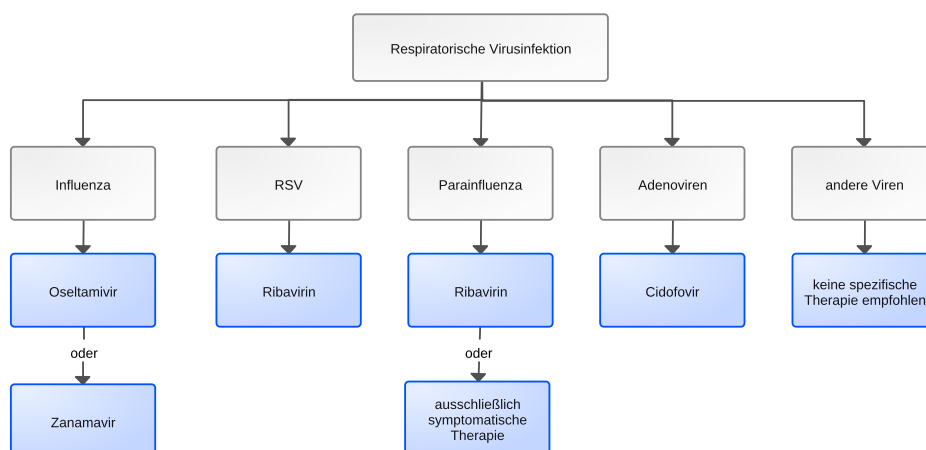 Respiratorische Virusinfektion
Influenza
RSV
Parainfluenza
Adenoviren
andere Viren
Oseltamivir
Ribavirin
Ribavirin
Cidofovir
keine spezifische
Therapie empfohlen
oder
oder
Zanamavir
ausschließlich
symptomatische
Therapie